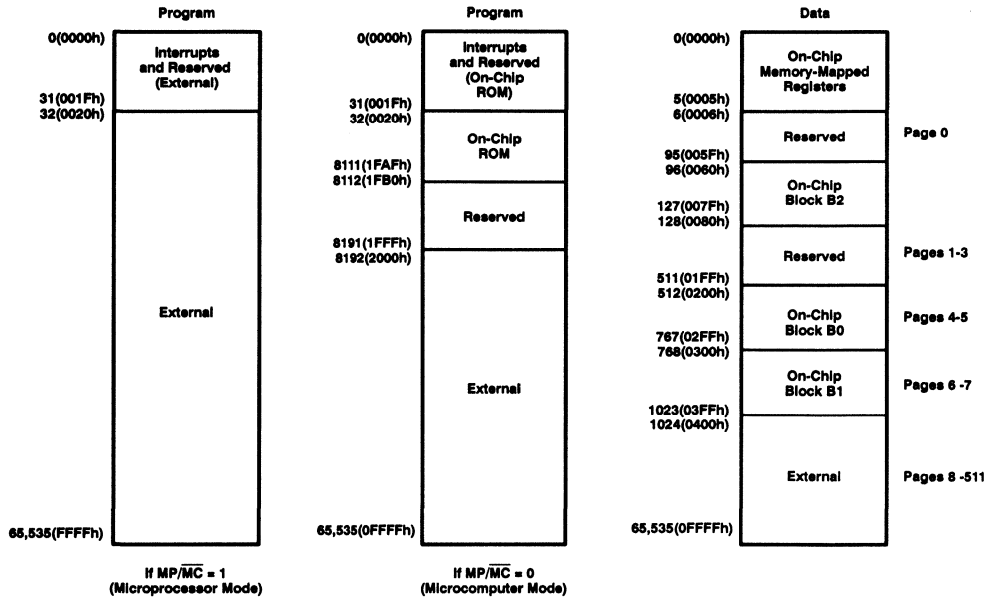 Program
0(0000h)
Interrupts
and Reserved
(External)
31(001Fh)
32(0020h)
External
65,535(FFFFh)
If MP/MC = 1
(Microprocessor Mode)
Program
0(0000h)
Interrupts
and Reserved
(On-Chip
ROM)
31(001Fh)
32(0020h)
On-Chip
ROM
8111(1FAFh)
8112(1FB0h)
Reserved
8191(1FFFh)
8192(2000h)
External
65,535(0FFFFh)
If MP/MC = 0
(Microcomputer Mode)
Data
0(0000h)
On-Chip
Memory-Mapped
Registers
5(0005h)
6(0006h)
Reserved
Page 0
95(005Fh)
96(0060h)
On-Chip
Block B2
127(007Fh)
128(0080h)
Reserved
Pages 1-3
511(01FFh)
512(0200h)
On-Chip
Block B0
Pages 4-5
767(02FFh)
768(0300h)
On-Chip
Block B1
Pages 6 -7
1023(03FFh)
1024(0400h)
External
Pages 8 -511
65,535(0FFFFh)